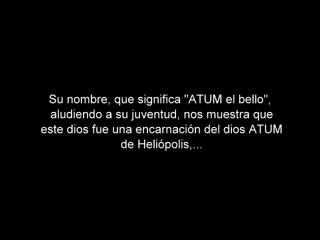 Su nombre, que significa "ATUM el bello",
aludiendo a su juventud, nos muestra que
este dios fue una encarnación del dios ATUM
de Heliópolis,...